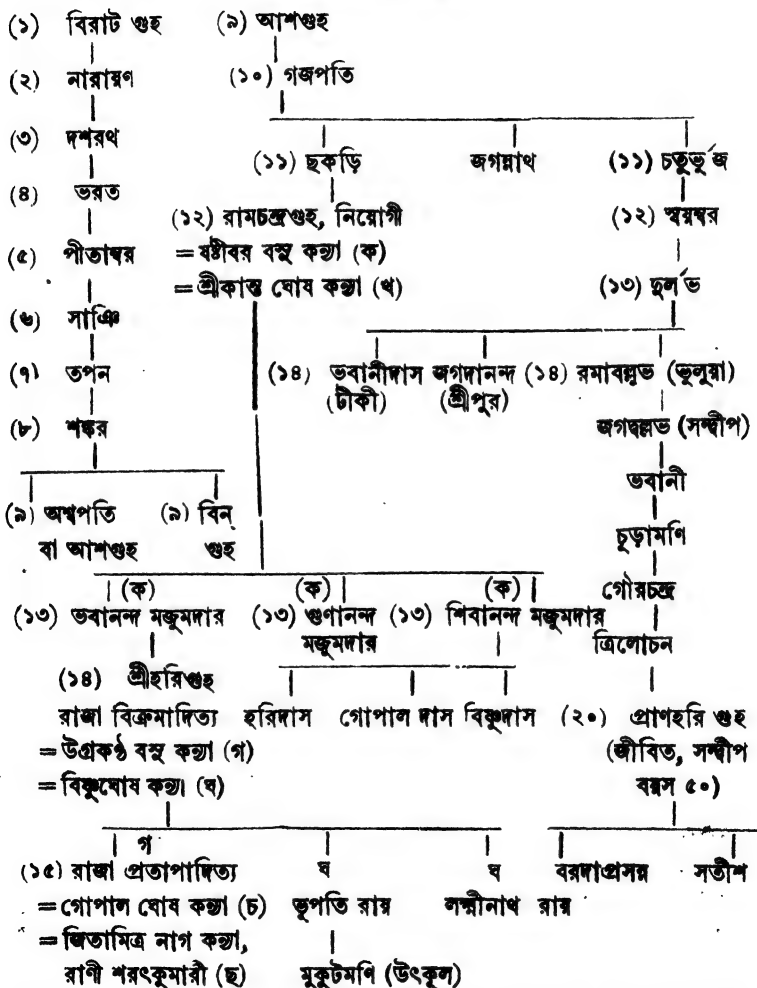 (১) বিরাট গুহ (৯) আশগুহ
(২) নারায়ণ (১০) গজপতি
(৩) দশরথ
(১১) ছকড়ি জগন্নাথ (১১) চতুর্ভুজ
(৪) ভরত
(১২) রামচন্দ্রগুহ, নিয়োগী (১২) স্বয়ম্বর
(৫) পীতাম্বর = ষষ্ঠীবর বসু কন্যা (ক)
= শ্রীকান্ত ঘোষ কন্যা (খ) (১৩) দুর্লভ
(৬) সাঞি
(৭) তপন (১৪) ভবানীদাস জগদানন্দ (১৪) রমাবল্লভ (ভুলুয়া)
(টাকী) (শ্রীপুর)
(৮) শঙ্কর জগদ্বল্লভ (সন্দ্বীপ)
ভবানী
(৯) অশ্বপতি (৯) বিন্
বা আশগুহ গুহ চূড়ামণি
(ক) (ক) (ক) গৌরচন্দ্র
(১৩) ভবানন্দ মজুমদার (১৩) গুণানন্দ (১৩) শিবানন্দ মজুমদার
মজুমদার ত্রিলোচন
(১৪) শ্রীহরিগুহ
রাজা বিক্রমাদিত্য হরিদাস গোপাল দাস বিষ্ণুদাস (২০) প্রাণহরি গুহ
= উগ্রকণ্ঠ বসু কন্যা (গ) (জীবিত, সন্দ্বীপ
= বিষ্ণুঘোষ কন্যা (ঘ) বয়স ৫০)
গ ঘ ঘ বরদাপ্রসন্ন সতীশ
(১৫) রাজা প্রতাপাদিত্য
= গোপাল ঘোষ কন্যা (চ) ভূপতি রায় লক্ষ্মীনাথ রায়
= জিতামিত্র নাগ কন্যা,
রাণী শরৎকুমারী (ছ) মুকুটমণি (উৎকূল)